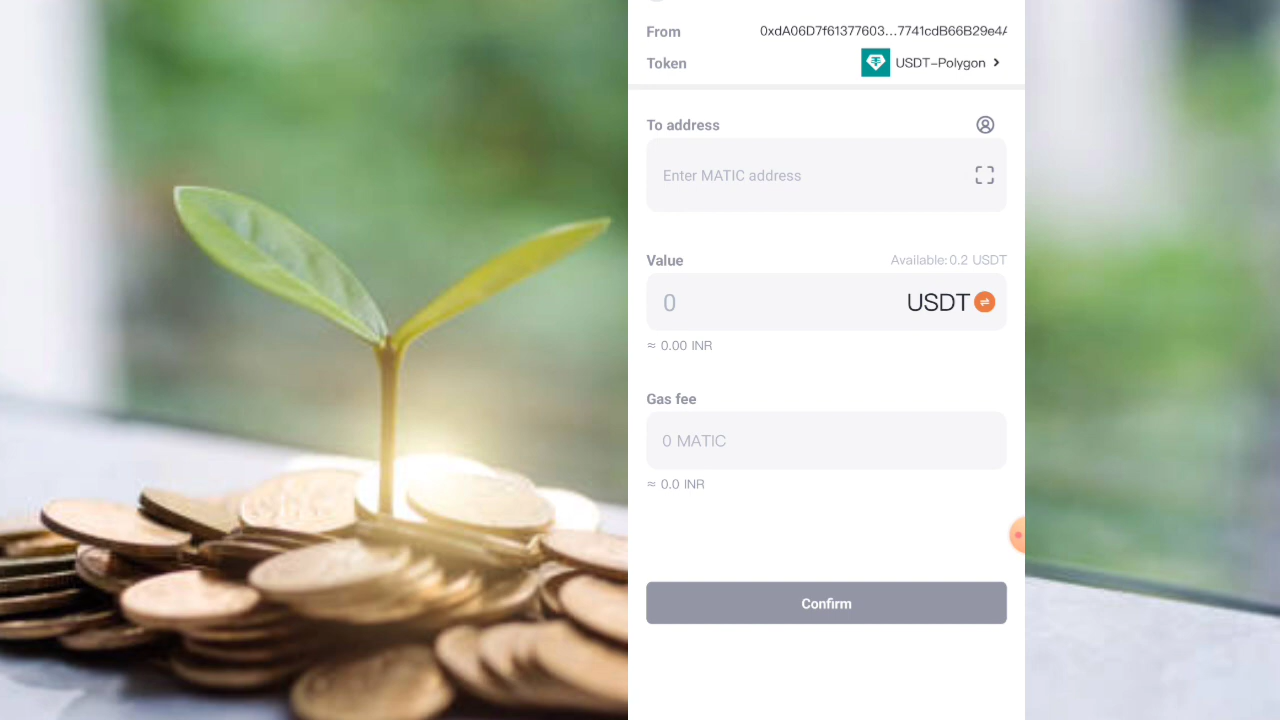 From 0xdA06D7f61377603...7741cdB66B29e4A
Token USDT-Polygon >
To address
Enter MATIC address
Value Available: 0.2 USDT
0 USDT
≈ 0.00 INR
Gas fee
0 MATIC
≈ 0.0 INR
Confirm